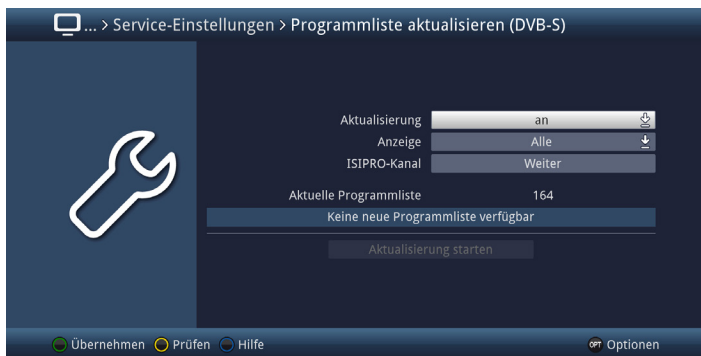 ... > Service-Einstellungen > Programmliste aktualisieren (DVB-S)
Aktualisierung an
Anzeige Alle
ISIPRO-Kanal Weiter
Aktuelle Programmliste 164
Keine neue Programmliste verfügbar
Aktualisierung starten
Übernehmen Prüfen Hilfe OPT Optionen